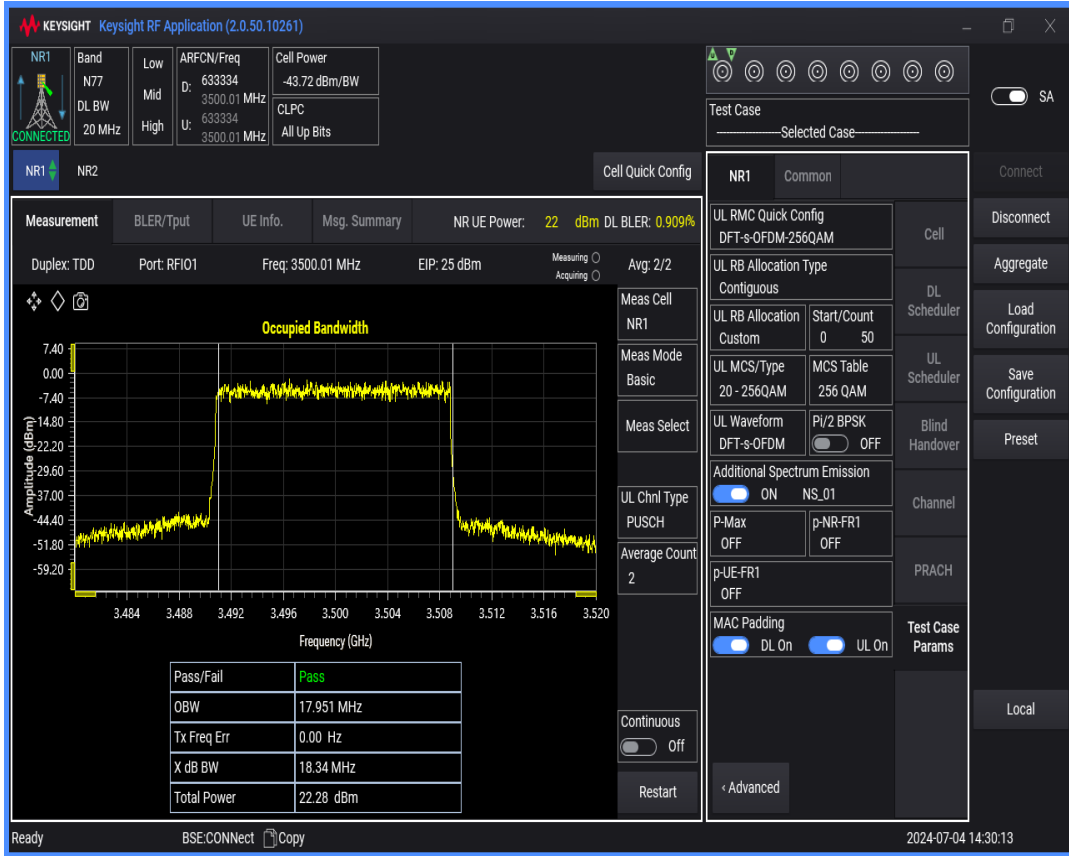 KEYSIGHT Keysight RF Application (2.0.50.10261)
NR1
CONNECTED
Band
N77
DL BW
20 MHz
Low
Mid
High
ARFCN/Freq
D: 633334
3500.01 MHz
U: 633334
3500.01 MHz
Cell Power
-43.72 dBm/BW
CLPC
All Up Bits
Test Case
Selected Case
SA
NR1 NR2
Cell Quick Config
NR1 Common
Connect
Measurement BLER/Tput UE Info. Msg. Summary NR UE Power: 22 dBm DL BLER: 0.909%
Duplex: TDD Port: RFIO1 Freq: 3500.01 MHz EIP: 25 dBm Measuring Acquiring Avg: 2/2
Occupied Bandwidth
Amplitude (dBm)
7.40
0.00
-7.40
-14.80
-22.20
-29.60
-37.00
-44.40
-51.80
-59.20
3.484 3.488 3.492 3.496 3.500 3.504 3.508 3.512 3.516 3.520
Frequency (GHz)
Pass/Fail Pass
OBW 17.951 MHz
Tx Freq Err 0.00 Hz
X dB BW 18.34 MHz
Total Power 22.28 dBm
Meas Cell
NR1
Meas Mode
Basic
Meas Select
UL Chnl Type
PUSCH
Average Count
2
Continuous
Off
Restart
UL RMC Quick Config
DFT-s-OFDM-256QAM
UL RB Allocation Type
Contiguous
UL RB Allocation Start/Count
Custom 0 50
UL MCS/Type MCS Table
20 - 256QAM 256 QAM
UL Waveform Pi/2 BPSK
DFT-s-OFDM OFF
Additional Spectrum Emission
ON NS_01
P-Max p-NR-FR1
OFF OFF
p-UE-FR1
OFF
MAC Padding
DL On UL On
‹ Advanced
Cell
DL
Scheduler
UL
Scheduler
Blind
Handover
Channel
PRACH
Test Case
Params
Disconnect
Aggregate
Load
Configuration
Save
Configuration
Preset
Local
Ready BSE:CONNect Copy 2024-07-04 14:30:13